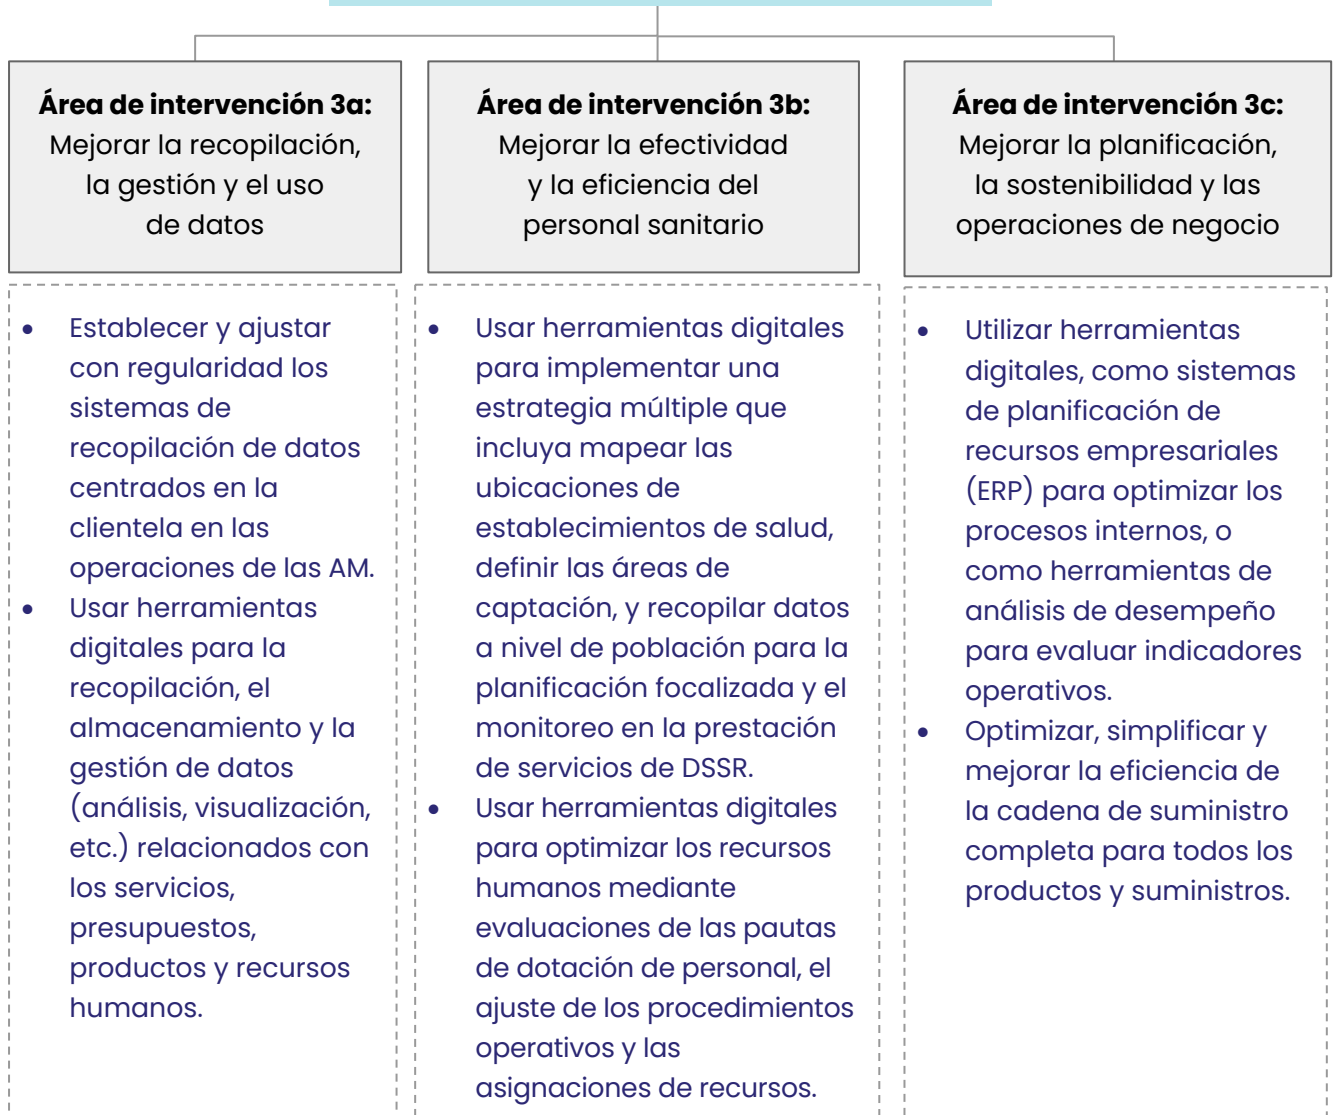 Área de intervención 3a:
Mejorar la recopilación,
la gestión y el uso
de datos
Área de intervención 3b:
Mejorar la efectividad
y la eficiencia del
personal sanitario
Área de intervención 3c:
Mejorar la planificación,
la sostenibilidad y las
operaciones de negocio
• Establecer y ajustar
con regularidad los
sistemas de
recopilación de datos
centrados en la
clientela en las
operaciones de las AM.
• Usar herramientas
digitales para la
recopilación, el
almacenamiento y la
gestión de datos
(análisis, visualización,
etc.) relacionados con
los servicios,
presupuestos,
productos y recursos
humanos.
• Usar herramientas digitales
para implementar una
estrategia múltiple que
incluya mapear las
ubicaciones de
establecimientos de salud,
definir las áreas de
captación, y recopilar datos
a nivel de población para la
planificación focalizada y el
monitoreo en la prestación
de servicios de DSSR.
• Usar herramientas digitales
para optimizar los recursos
humanos mediante
evaluaciones de las pautas
de dotación de personal, el
ajuste de los procedimientos
operativos y las
asignaciones de recursos.
• Utilizar herramientas
digitales, como sistemas
de planificación de
recursos empresariales
(ERP) para optimizar los
procesos internos, o
como herramientas de
análisis de desempeño
para evaluar indicadores
operativos.
• Optimizar, simplificar y
mejorar la eficiencia de
la cadena de suministro
completa para todos los
productos y suministros.